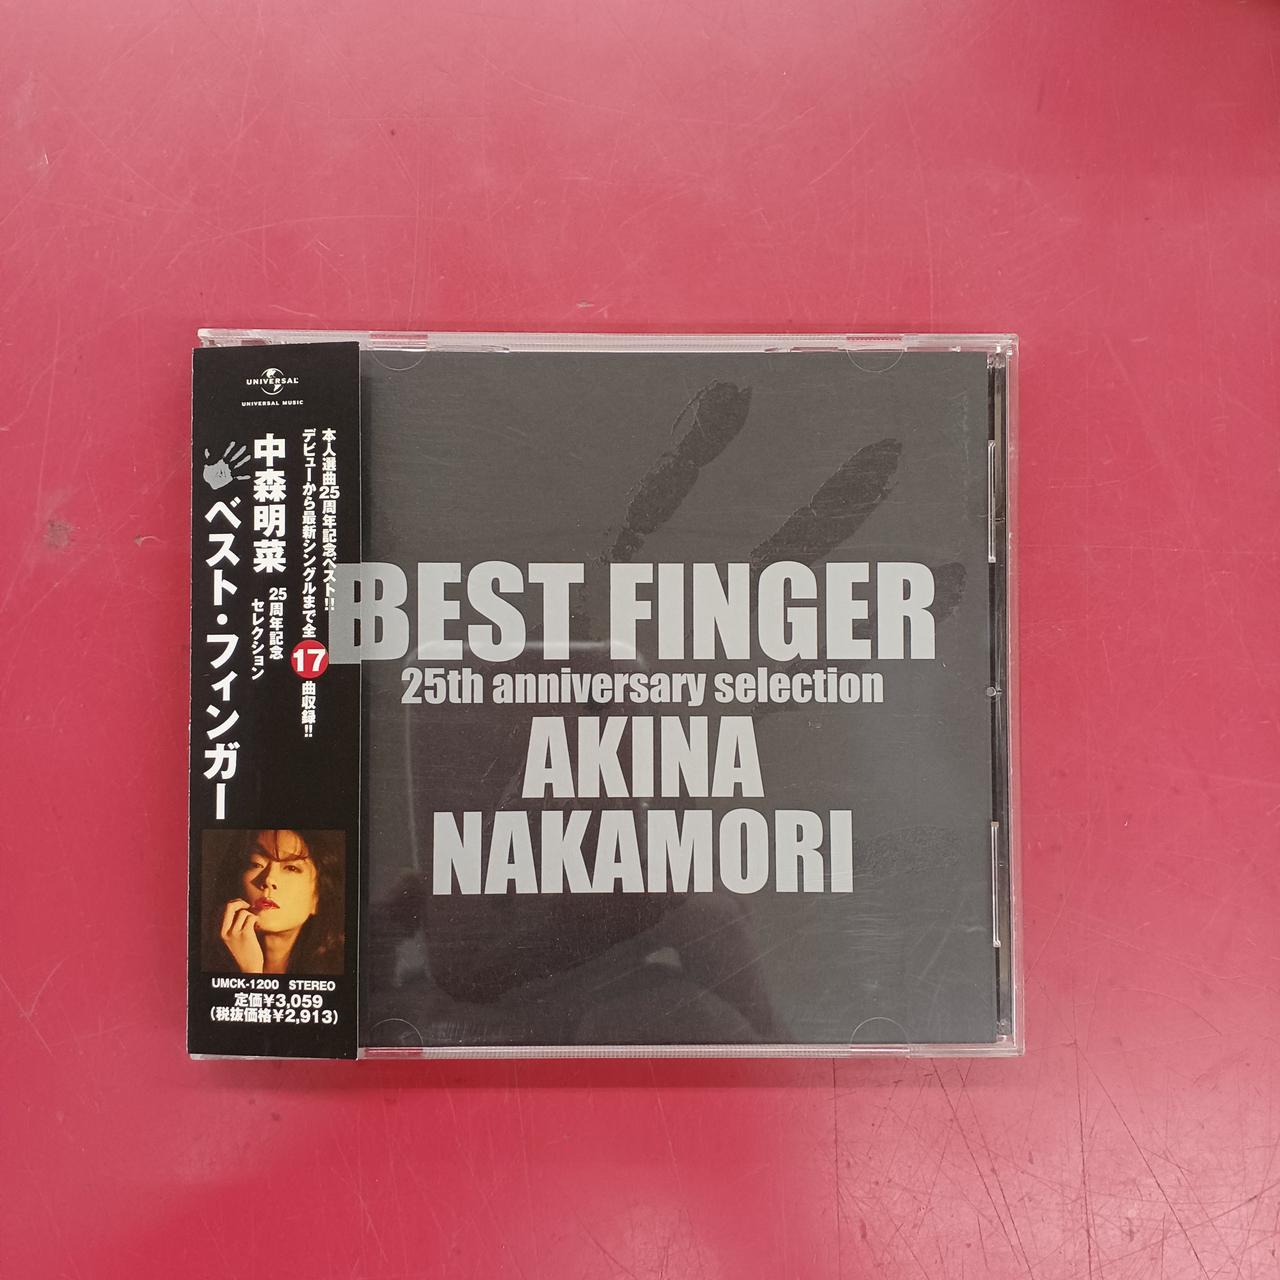 UNIVERSAL
UNIVERSAL MUSIC
本人選曲25周年記念ベスト!!
デビューから最新シングルまで全17曲収録!!
中森明菜
25周年記念
セレクション
ベスト・フィンガー
UMCK-1200 STEREO
定価¥3,059
(税抜価格¥2,913)
BEST FINGER
25th anniversary selection
AKINA
NAKAMORI